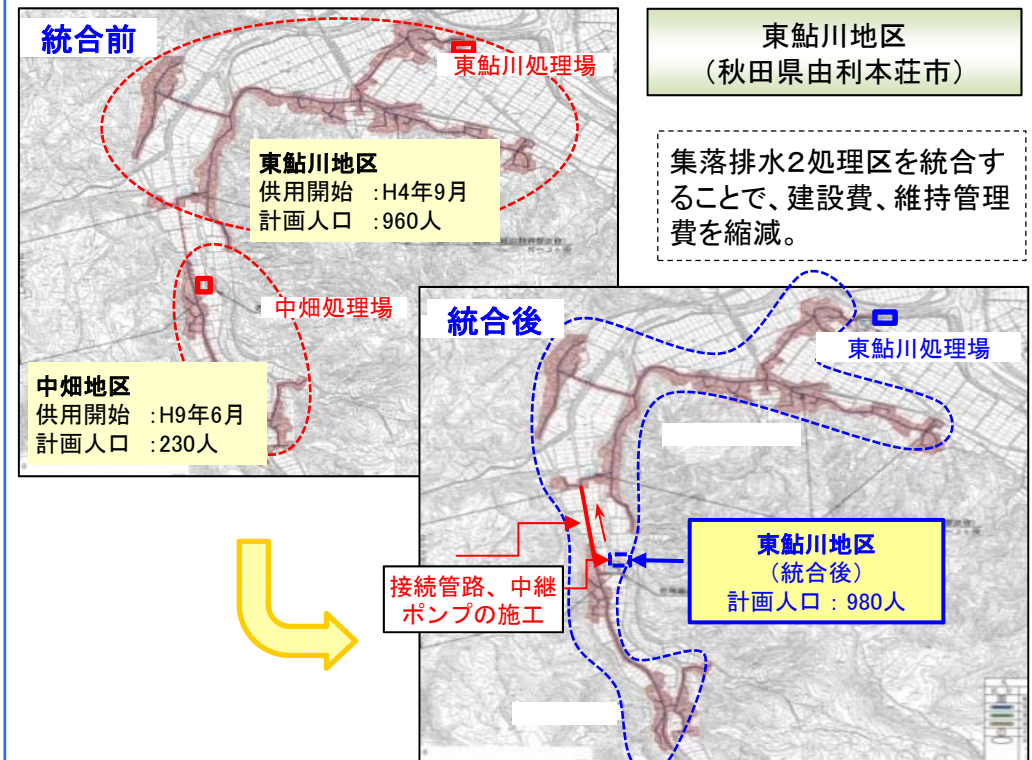 統合前
東鮎川処理場
東鮎川地区
供用開始 :H4年9月
計画人口 :960人
中畑処理場
中畑地区
供用開始 :H9年6月
計画人口 :230人
東鮎川地区
(秋田県由利本荘市)
集落排水2処理区を統合す
ることで、建設費、維持管理
費を縮減。
統合後
東鮎川処理場
接続管路、中継
ポンプの施工
東鮎川地区
(統合後)
計画人口:980人